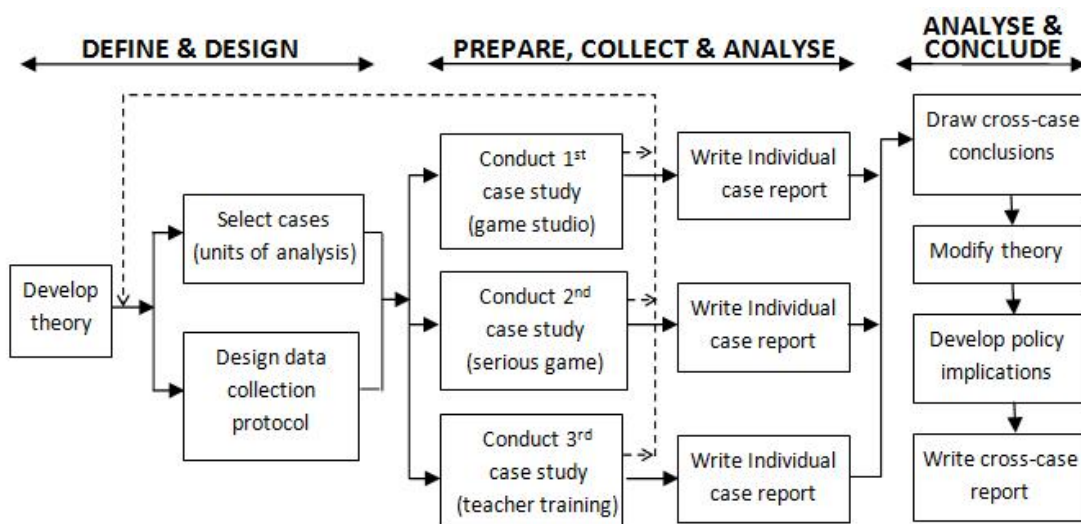 DEFINE & DESIGN
PREPARE, COLLECT & ANALYSE
ANALYSE &
CONCLUDE
Develop
theory
Select cases
(units of analysis)
Design data
collection
protocol
Conduct 1st
case study
(game studio)
Conduct 2nd
case study
(serious game)
Conduct 3rd
case study
(teacher training)
Write Individual
case report
Write Individual
case report
Write Individual
case report
Draw cross-case
conclusions
Modify theory
Develop policy
implications
Write cross-case
report